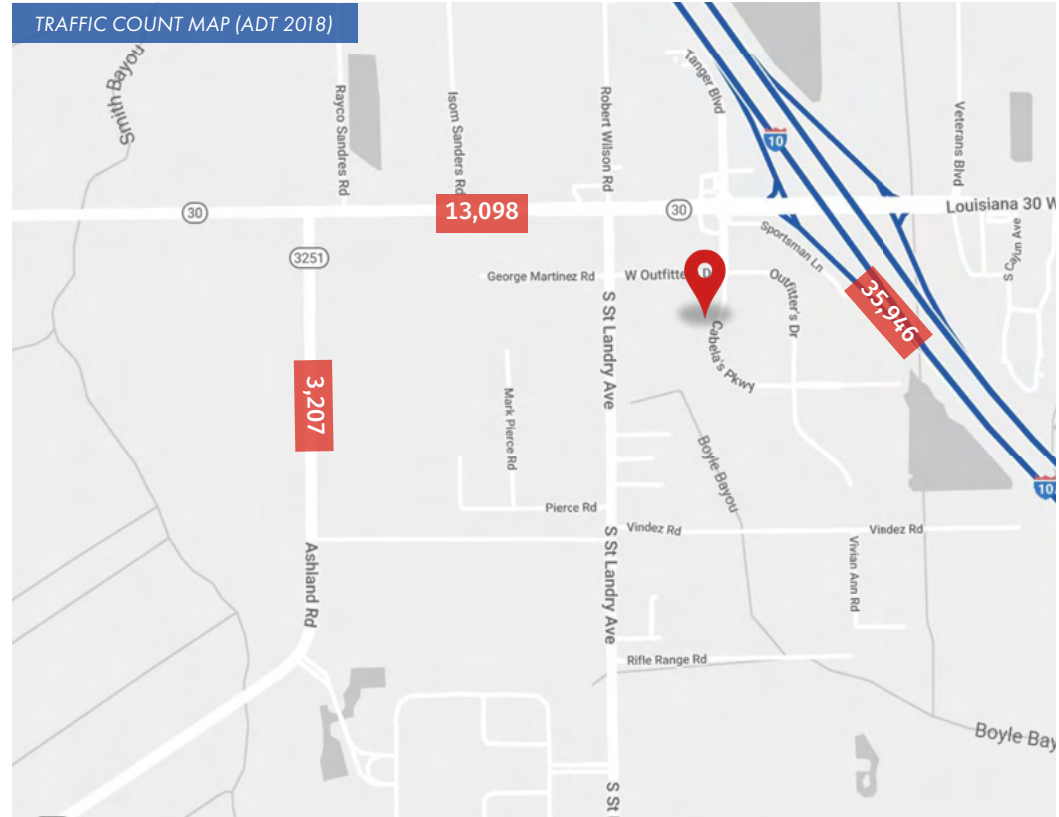 TRAFFIC COUNT MAP (ADT 2018)
Smith Bayou
Rayco Sandres Rd
Isom Sanders Rd
Robert Wilson Rd
Tanger Blvd
10
Veterans Blvd
30
13,098
30
Louisiana 30 W
3251
George Martinez Rd
W Outfitte
D
Sportsman Ln
S Cajun Ave
Outfitter's Dr
35,946
S St Landry Ave
Cabela's Pkwy
3,207
Mark Pierce Rd
Boyle Bayou
10
Pierce Rd
Vindez Rd
Vindez Rd
Ashland Rd
S St Landry Ave
Vivian Ann Rd
Rifle Range Rd
Boyle Bay
S St